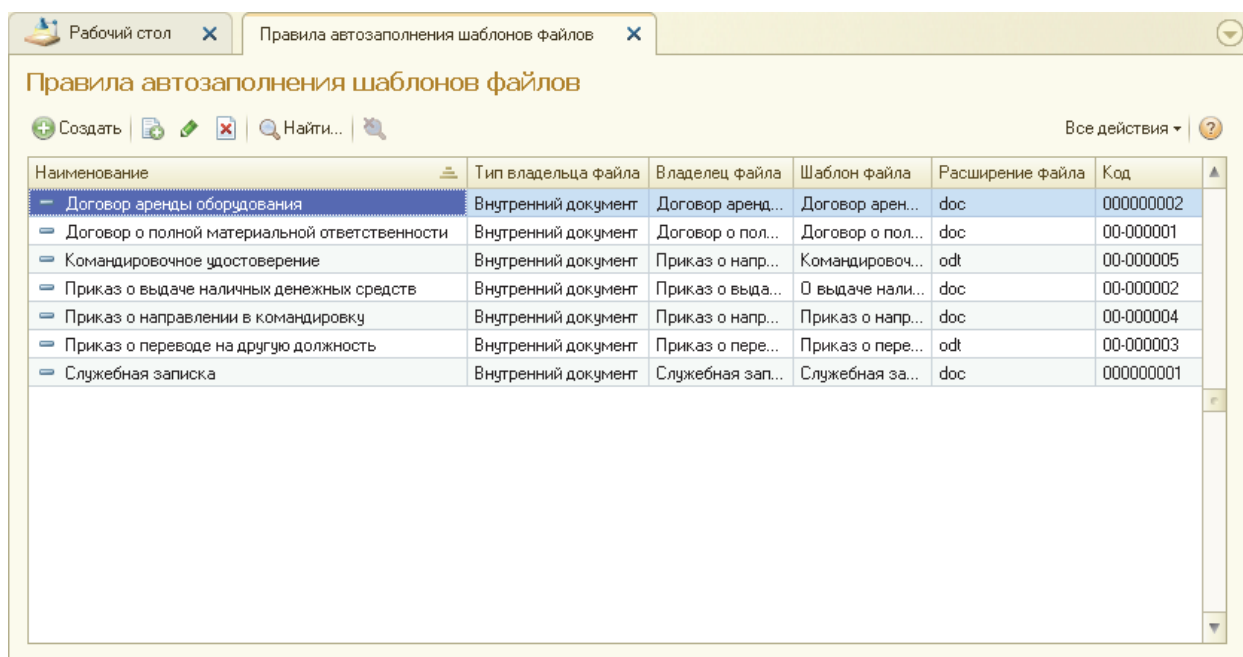 Рабочий стол Правила автозаполнения шаблонов файлов
Правила автозаполнения шаблонов файлов
Создать Найти... Все действия ?
Наименование Тип владельца файла Владелец файла Шаблон файла Расширение файла Код
Договор аренды оборудования Внутренний документ Договор аренд... Договор арен... doc 000000002
Договор о полной материальной ответственности Внутренний документ Договор о пол... Договор о пол... doc 00-000001
Командировочное удостоверение Внутренний документ Приказ о напр... Командировоч... odt 00-000005
Приказ о выдаче наличных денежных средств Внутренний документ Приказ о выда... О выдаче нали... doc 00-000002
Приказ о направлении в командировку Внутренний документ Приказ о напр... Приказ о напр... doc 00-000004
Приказ о переводе на другую должность Внутренний документ Приказ о пере... Приказ о пере... odt 00-000003
Служебная записка Внутренний документ Служебная зап... Служебная за... doc 000000001